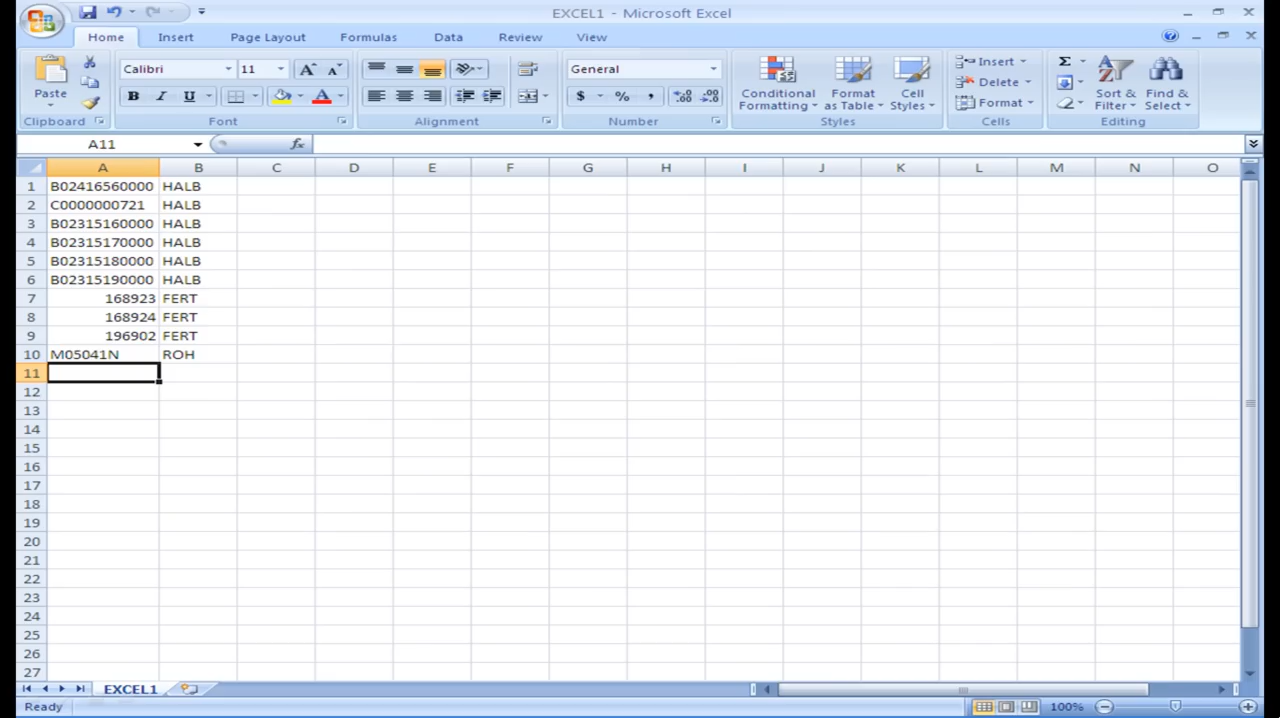 EXCEL1 - Microsoft Excel
Home Insert Page Layout Formulas Data Review View
Paste
Calibri 11
General
B I U A
$ % ,
Conditional Formatting
Format as Table
Cell Styles
Insert
Delete
Format
Σ
Sort & Filter
Find & Select
Clipboard Font Alignment Number Styles Cells Editing
A11 fx
A B C D E F G H I J K L M N O
1 B02416560000 HALB
2 C0000000721 HALB
3 B02315160000 HALB
4 B02315170000 HALB
5 B02315180000 HALB
6 B02315190000 HALB
7 168923 FERT
8 168924 FERT
9 196902 FERT
10 M05041N ROH
11
12
13
14
15
16
17
18
19
20
21
22
23
24
25
26
27
EXCEL1
Ready 100%